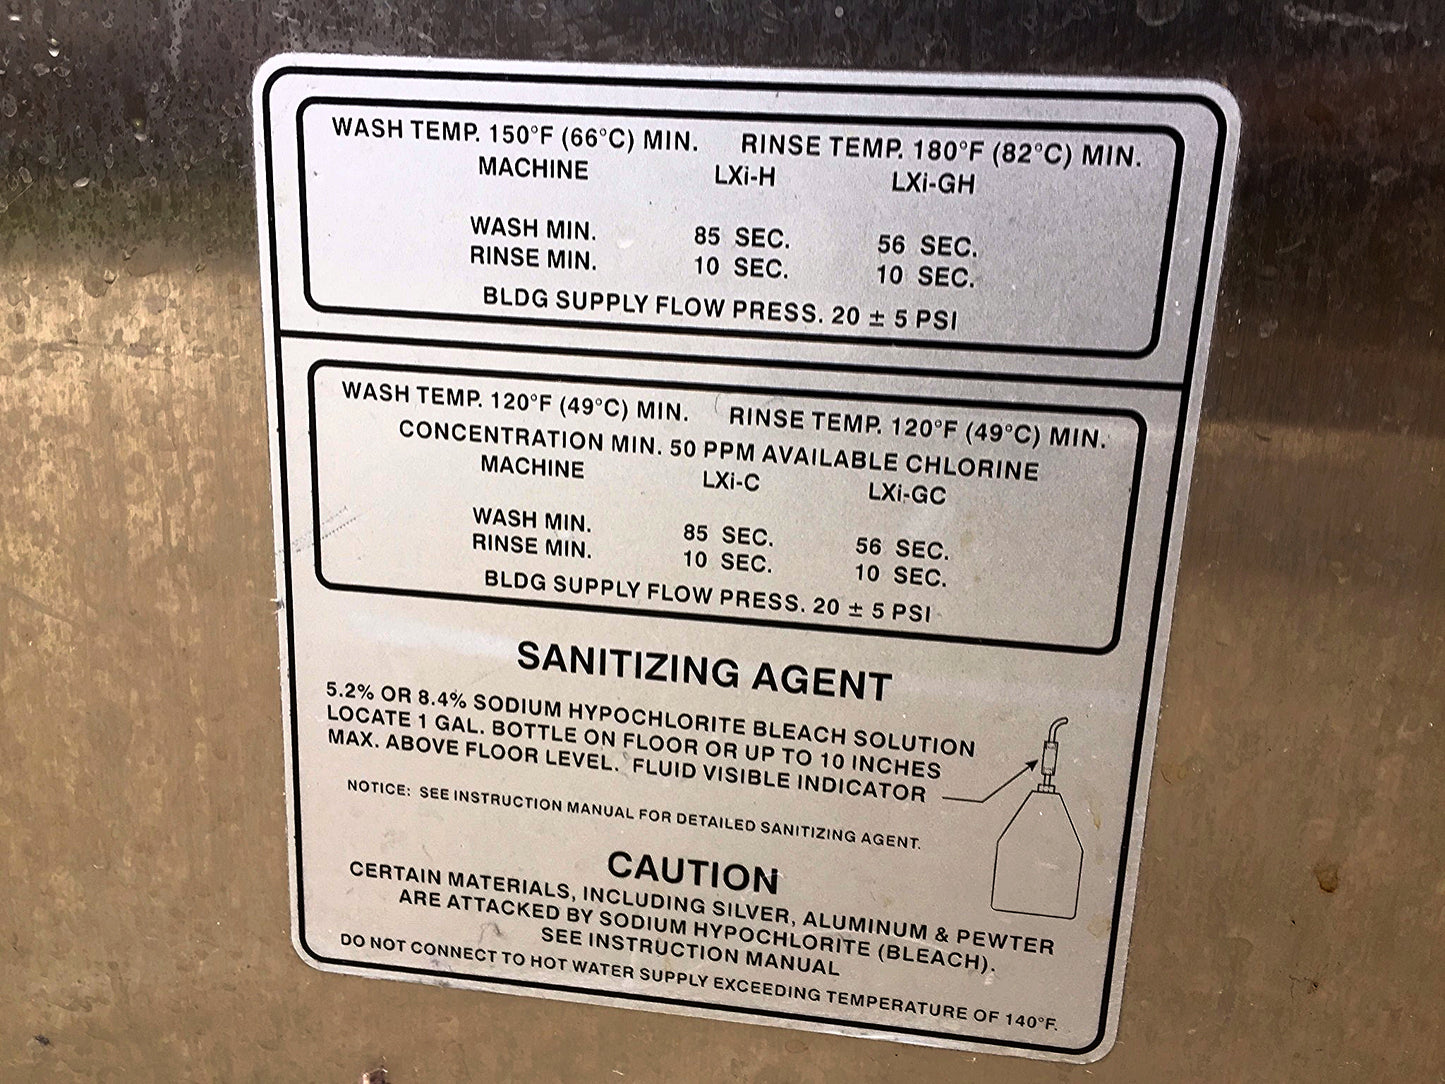 WASH TEMP. 150°F (66°C) MIN. RINSE TEMP. 180°F (82°C) MIN.
MACHINE LXi-H LXi-GH
WASH MIN. 85 SEC. 56 SEC.
RINSE MIN. 10 SEC. 10 SEC.
BLDG SUPPLY FLOW PRESS. 20 ± 5 PSI
WASH TEMP. 120°F (49°C) MIN. RINSE TEMP. 120°F (49°C) MIN.
CONCENTRATION MIN. 50 PPM AVAILABLE CHLORINE
MACHINE LXi-C LXi-GC
WASH MIN. 85 SEC. 56 SEC.
RINSE MIN. 10 SEC. 10 SEC.
BLDG SUPPLY FLOW PRESS. 20 ± 5 PSI
SANITIZING AGENT
5.2% OR 8.4% SODIUM HYPOCHLORITE BLEACH SOLUTION
LOCATE 1 GAL. BOTTLE ON FLOOR OR UP TO 10 INCHES
MAX. ABOVE FLOOR LEVEL. FLUID VISIBLE INDICATOR
NOTICE: SEE INSTRUCTION MANUAL FOR DETAILED SANITIZING AGENT.
CAUTION
CERTAIN MATERIALS, INCLUDING SILVER, ALUMINUM & PEWTER
ARE ATTACKED BY SODIUM HYPOCHLORITE (BLEACH).
SEE INSTRUCTION MANUAL
DO NOT CONNECT TO HOT WATER SUPPLY EXCEEDING TEMPERATURE OF 140°F.